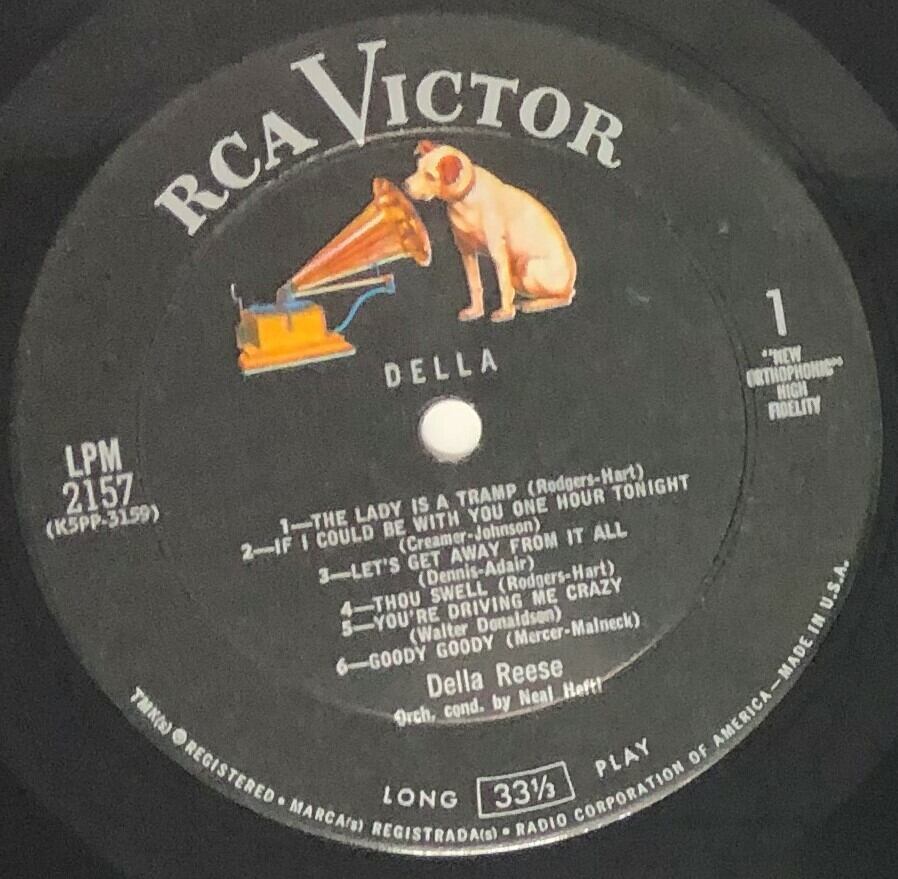 RCA VICTOR
DELLA
1
"NEW
ORTHOPHONIC"
HIGH
FIDELITY
LPM
2157
(K5PP-3159)
1—THE LADY IS A TRAMP (Rodgers-Hart)
2—IF I COULD BE WITH YOU ONE HOUR TONIGHT
(Creamer-Johnson)
3—LET'S GET AWAY FROM IT ALL
(Dennis-Adair)
4—THOU SWELL (Rodgers-Hart)
5—YOU'RE DRIVING ME CRAZY
(Walter Donaldson)
6—GOODY GOODY (Mercer-Malneck)
Della Reese
Orch. cond. by Neal Hefti
LONG 33⅓ PLAY
TMK(s) ® REGISTERED • MARCA(s) REGISTRADA(s) • RADIO CORPORATION OF AMERICA—MADE IN U.S.A.